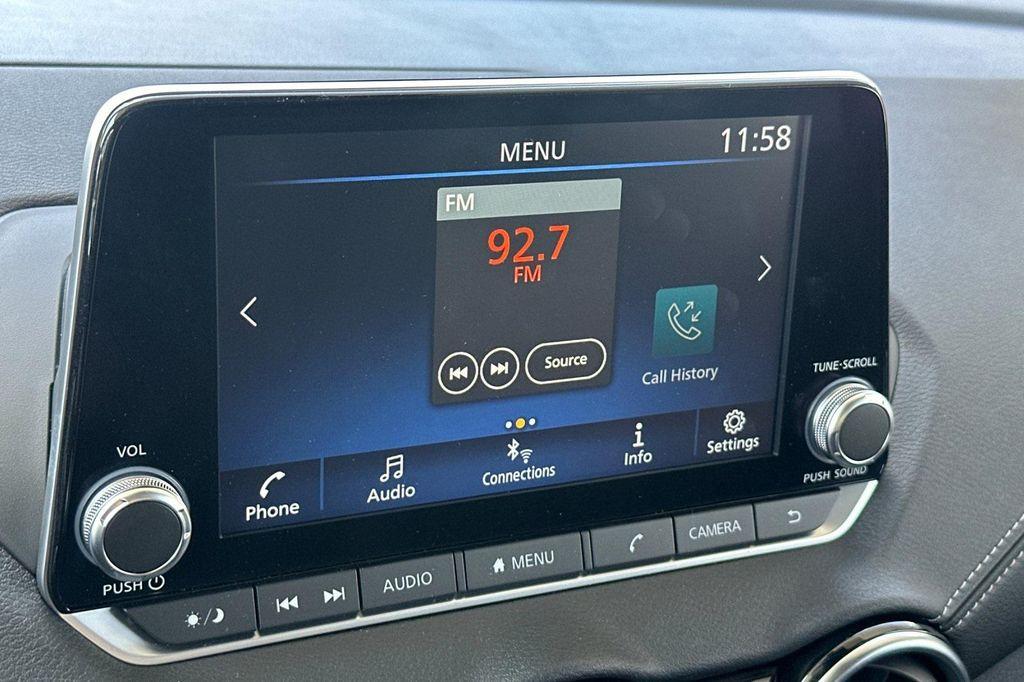 MENU 11:58
FM
92.7
FM
Source
Call History
Phone Audio Connections Info Settings
VOL
PUSH
TUNE·SCROLL
PUSH SOUND
AUDIO MENU CAMERA